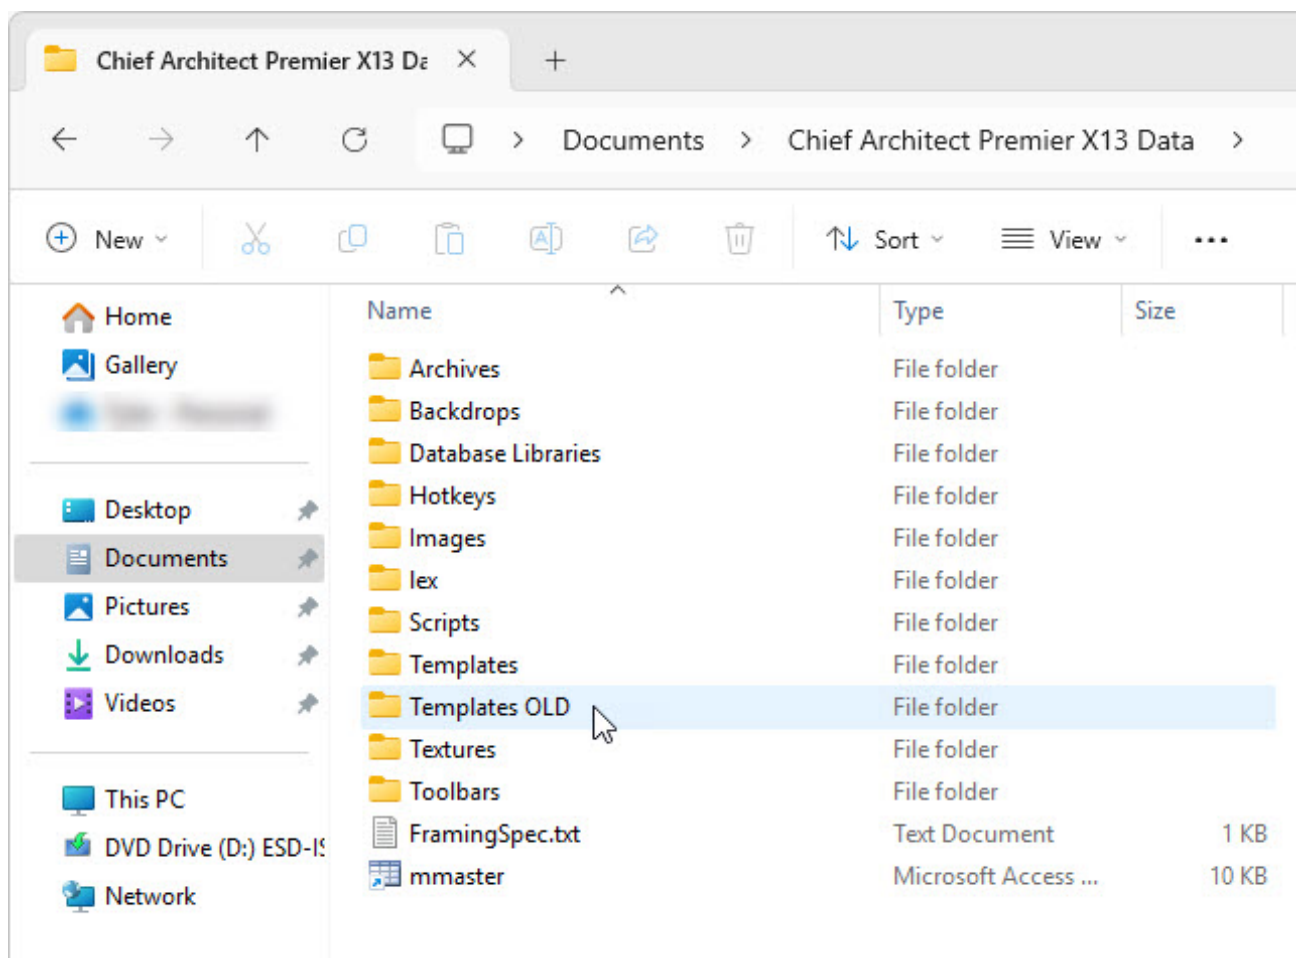 Chief Architect Premier X13 Da
Documents > Chief Architect Premier X13 Data >
New Sort View
Home
Gallery
Desktop
Documents
Pictures
Downloads
Videos
This PC
DVD Drive (D:) ESD-IS
Network
Name Type Size
Archives File folder
Backdrops File folder
Database Libraries File folder
Hotkeys File folder
Images File folder
lex File folder
Scripts File folder
Templates File folder
Templates OLD File folder
Textures File folder
Toolbars File folder
FramingSpec.txt Text Document 1 KB
mmaster Microsoft Access ... 10 KB